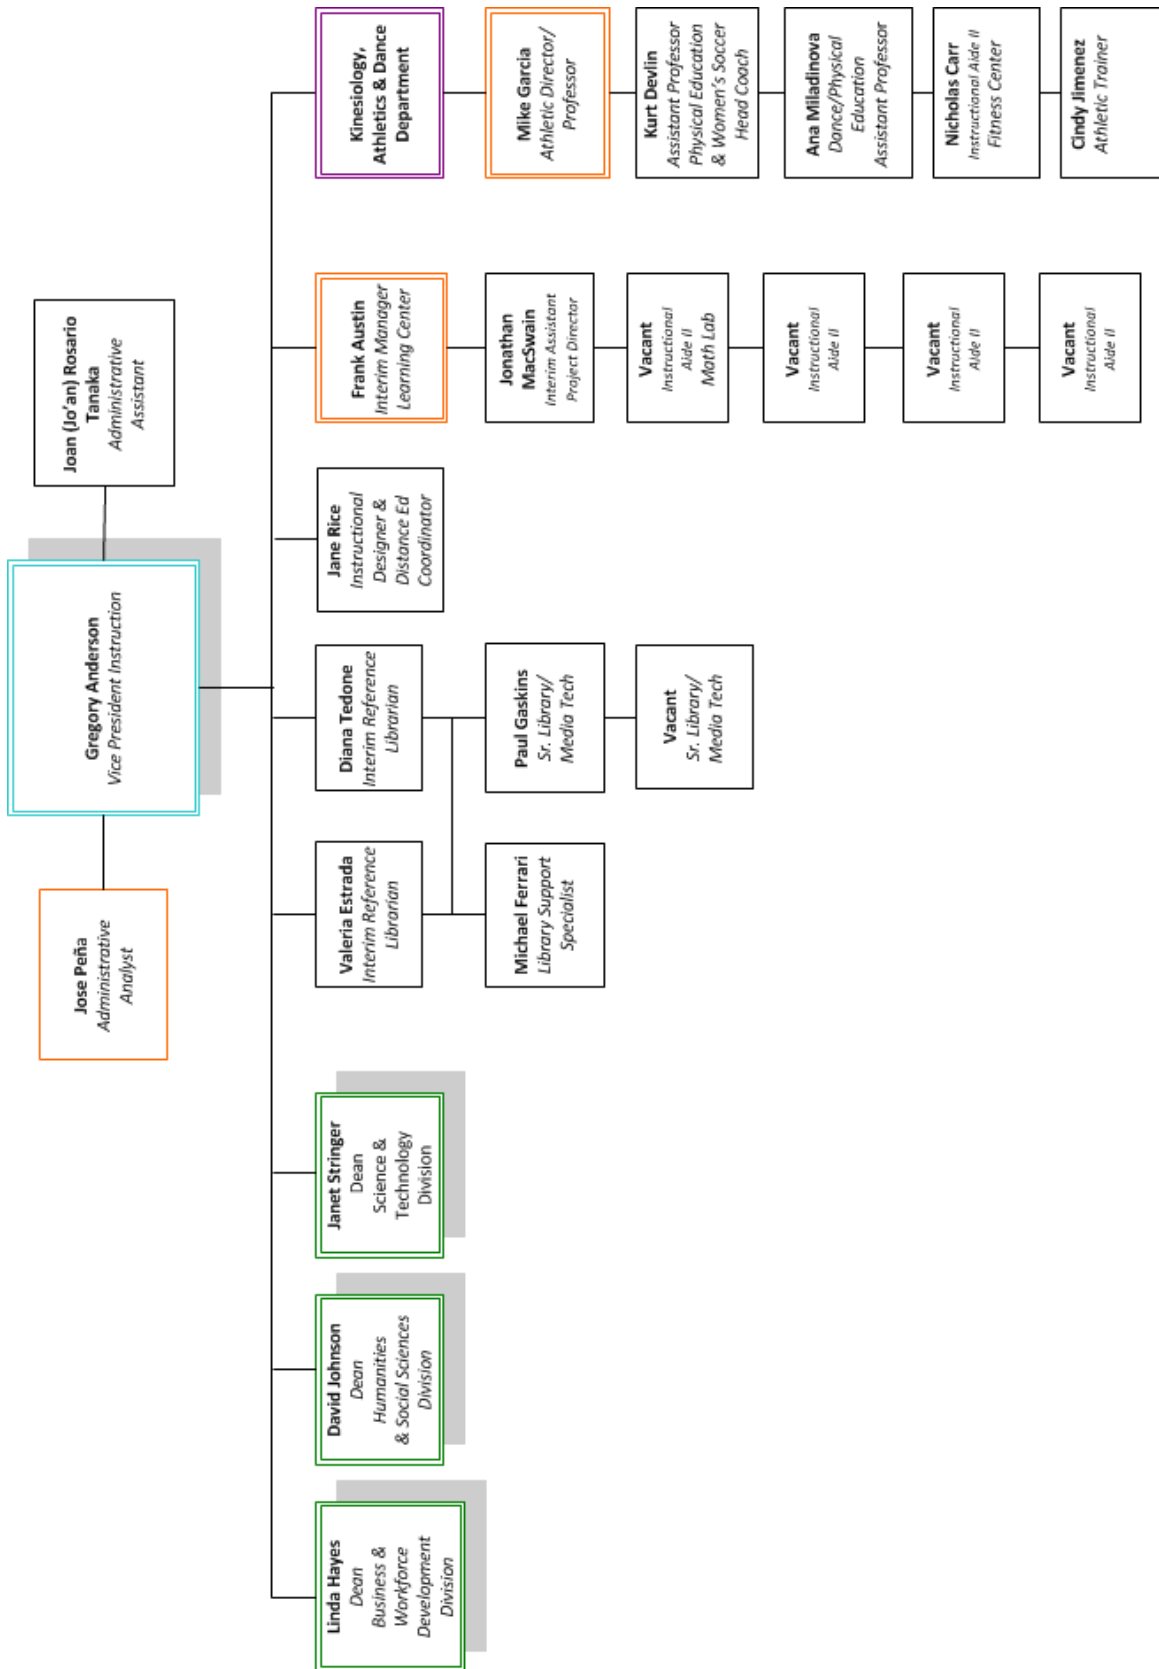 Gregory Anderson
Vice President Instruction
Jose Peña
Administrative
Analyst
Joan (Jo’an) Rosario
Tanaka
Administrative
Assistant
Linda Hayes
Dean
Business &
Workforce
Development
Division
David Johnson
Dean
Humanities
& Social Sciences
Division
Janet Stringer
Dean
Science &
Technology
Division
Valeria Estrada
Interim Reference
Librarian
Diana Tedone
Interim Reference
Librarian
Michael Ferrari
Library Support
Specialist
Paul Gaskins
Sr. Library/
Media Tech
Vacant
Sr. Library/
Media Tech
Jane Rice
Instructional
Designer &
Distance Ed
Coordinator
Frank Austin
Interim Manager
Learning Center
Jonathan
MacSwain
Interim Assistant
Project Director
Vacant
Instructional
Aide II
Math Lab
Vacant
Instructional
Aide II
Vacant
Instructional
Aide II
Vacant
Instructional
Aide II
Kinesiology,
Athletics & Dance
Department
Mike Garcia
Athletic Director/
Professor
Kurt Devlin
Assistant Professor
Physical Education
& Women’s Soccer
Head Coach
Ana Miladinova
Dance/Physical
Education
Assistant Professor
Nicholas Carr
Instructional Aide II
Fitness Center
Cindy Jimenez
Athletic Trainer